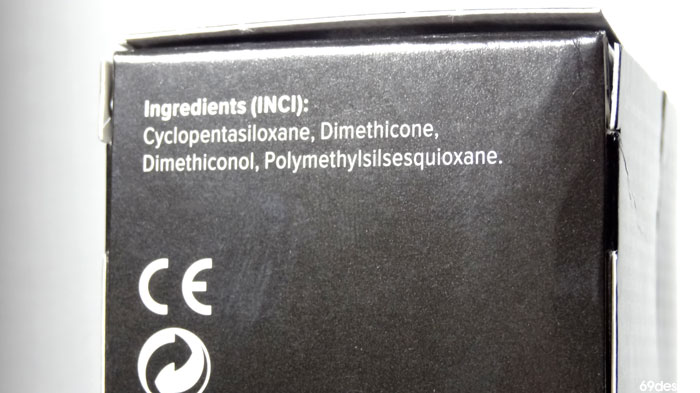 Ingredients (INCI):
Cyclopentasiloxane, Dimethicone,
Dimethiconol, Polymethylsilsesquioxane.
CE
69des